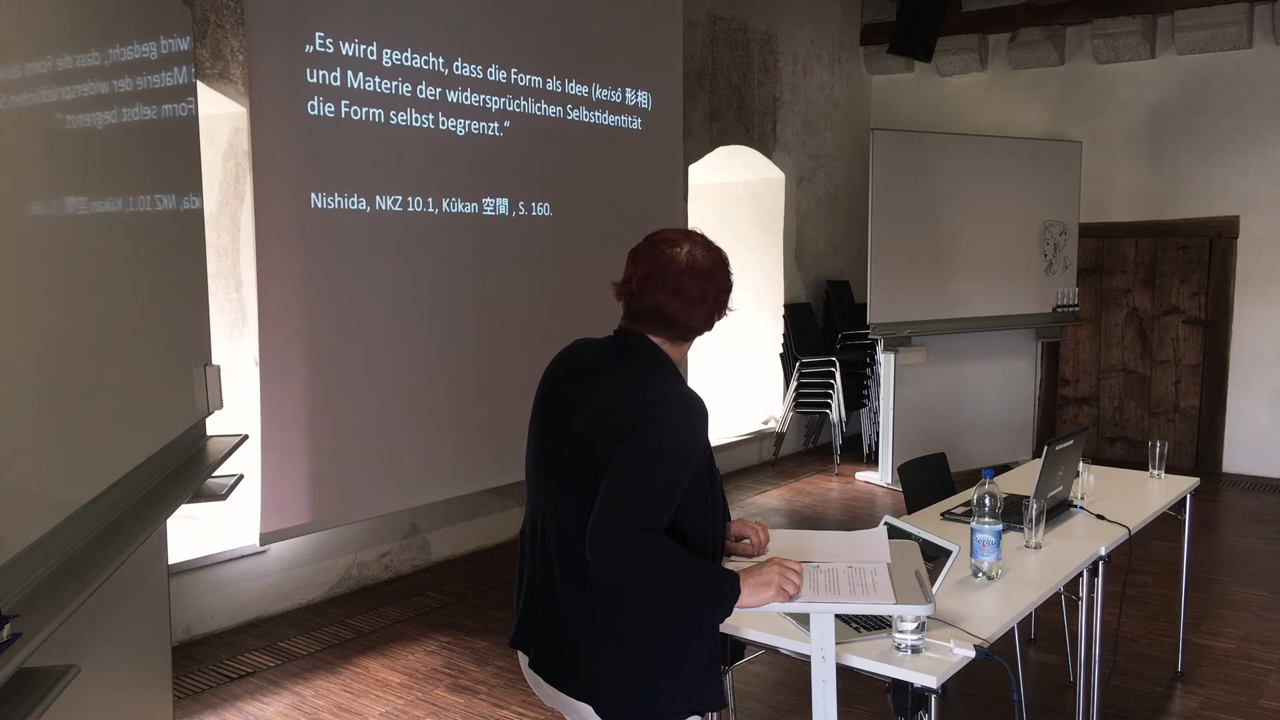 „Es wird gedacht, dass die Form als Idee (keisô 形相)
und Materie der widersprüchlichen Selbstidentität
die Form selbst begrenzt.“
Nishida, NKZ 10.1, Kûkan 空間 , S. 160.